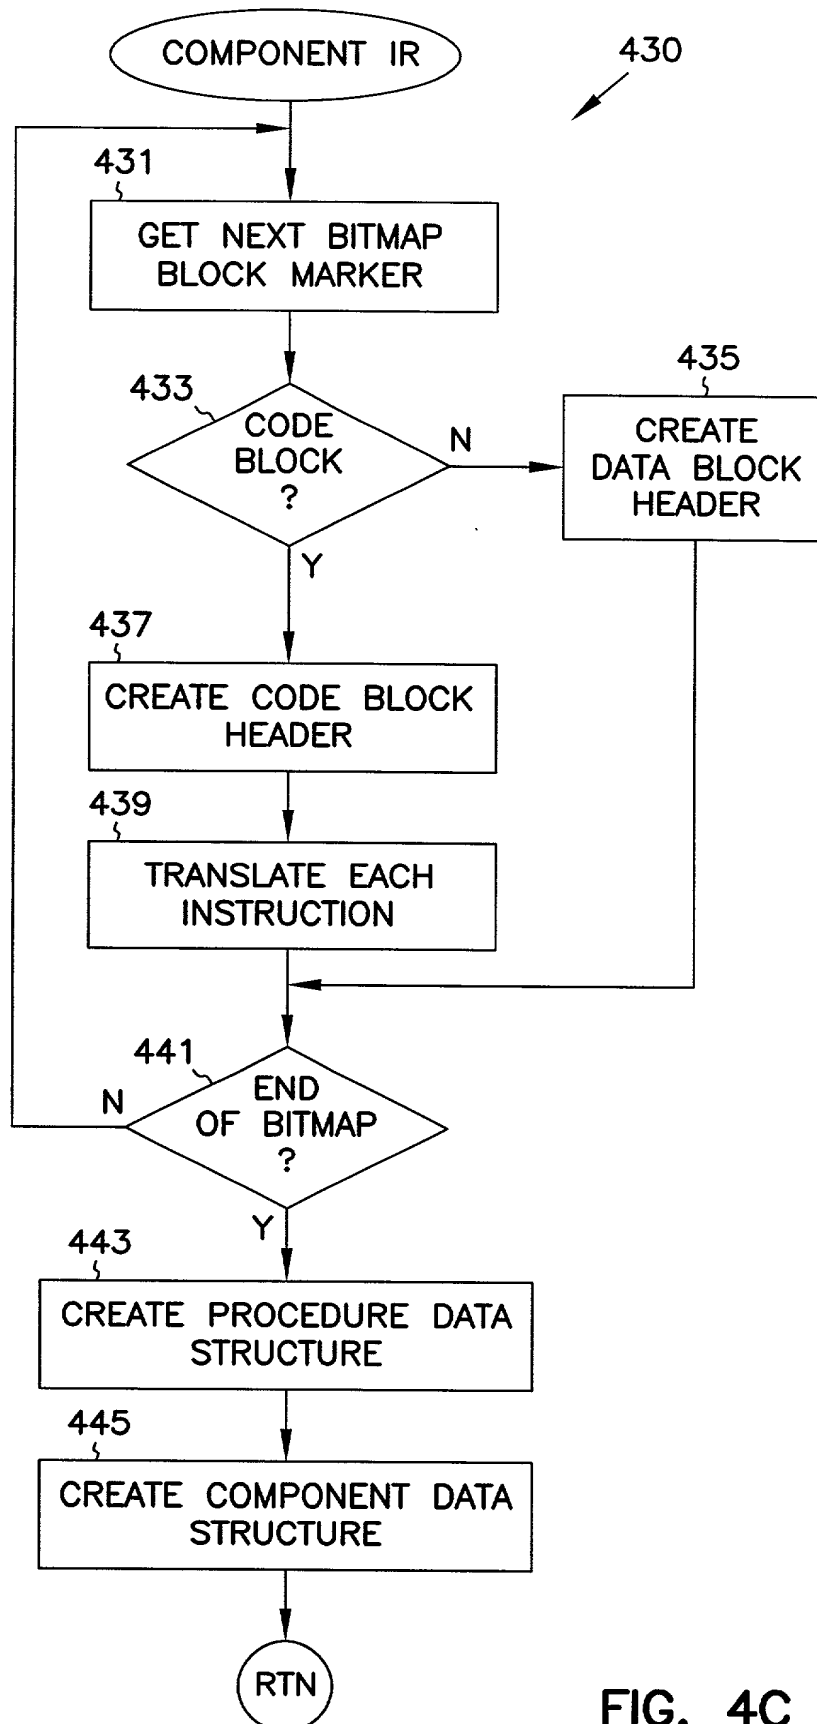 COMPONENT IR
430
431
GET NEXT BITMAP
BLOCK MARKER
433
CODE
BLOCK
?
N
Y
435
CREATE
DATA BLOCK
HEADER
437
CREATE CODE BLOCK
HEADER
439
TRANSLATE EACH
INSTRUCTION
441
END
OF BITMAP
?
N
Y
443
CREATE PROCEDURE DATA
STRUCTURE
445
CREATE COMPONENT DATA
STRUCTURE
RTN
FIG. 4C